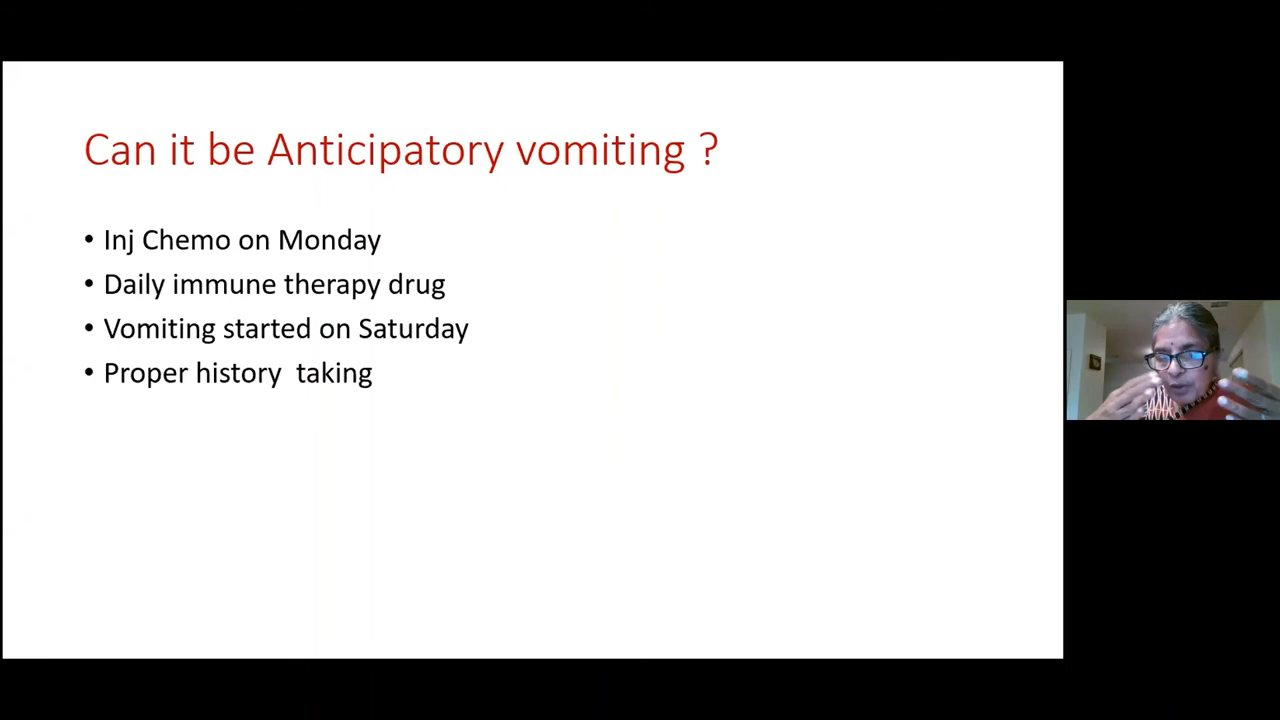 Can it be Anticipatory vomiting ?
• Inj Chemo on Monday
• Daily immune therapy drug
• Vomiting started on Saturday
• Proper history  taking